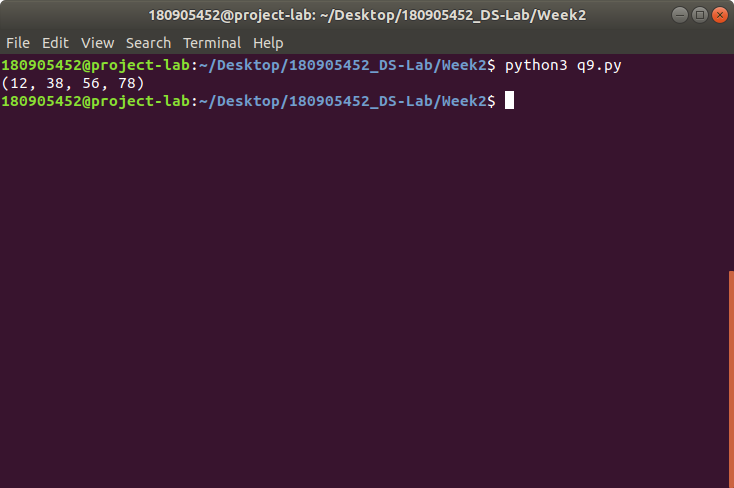 180905452@project-lab: ~/Desktop/180905452_DS-Lab/Week2
File Edit View Search Terminal Help
180905452@project-lab:~/Desktop/180905452_DS-Lab/Week2$ python3 q9.py
(12, 38, 56, 78)
180905452@project-lab:~/Desktop/180905452_DS-Lab/Week2$